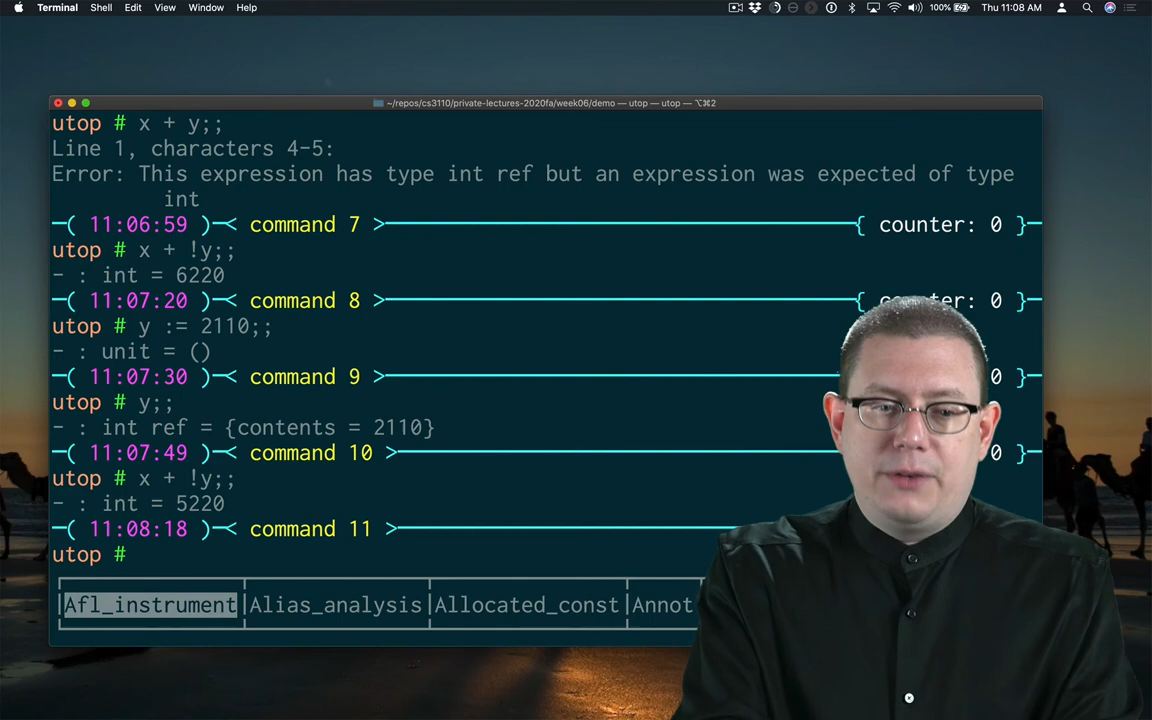 Terminal Shell Edit View Window Help 100% Thu 11:08 AM
~/repos/cs3110/private-lectures-2020fa/week06/demo — utop — utop — ⌥⌘2
utop # x + y;;
Line 1, characters 4-5:
Error: This expression has type int ref but an expression was expected of type
int
—( 11:06:59 )—< command 7 >—{ counter: 0 }—
utop # x + !y;;
- : int = 6220
—( 11:07:20 )—< command 8 >—{ counter: 0 }—
utop # y := 2110;;
- : unit = ()
—( 11:07:30 )—< command 9 >— 0 }—
utop # y;;
- : int ref = {contents = 2110}
—( 11:07:49 )—< command 10 >— 0 }—
utop # x + !y;;
- : int = 5220
—( 11:08:18 )—< command 11 >—
utop #
Afl_instrument|Alias_analysis|Allocated_const|Annot